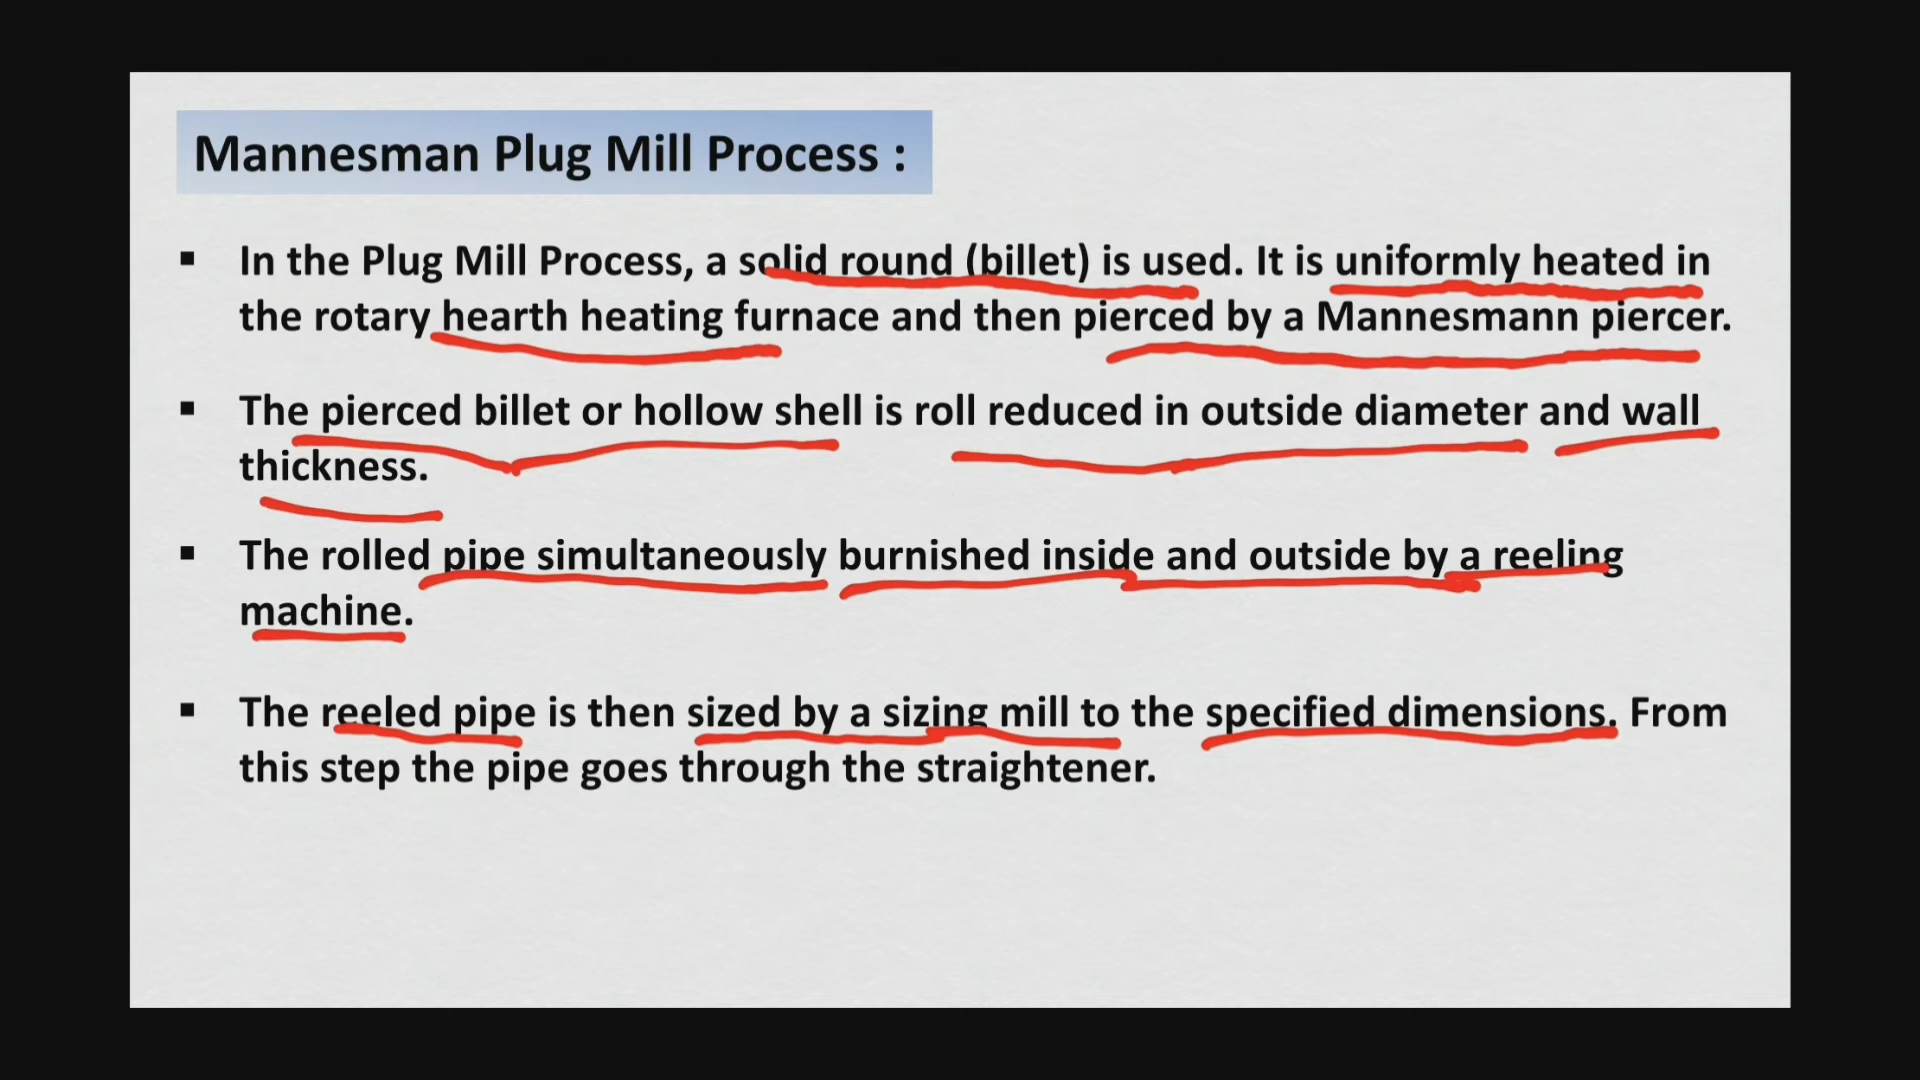 Mannesman Plug Mill Process :
▪ In the Plug Mill Process, a solid round (billet) is used. It is uniformly heated in
the rotary hearth heating furnace and then pierced by a Mannesmann piercer.
▪ The pierced billet or hollow shell is roll reduced in outside diameter and wall
thickness.
▪ The rolled pipe simultaneously burnished inside and outside by a reeling
machine.
▪ The reeled pipe is then sized by a sizing mill to the specified dimensions. From
this step the pipe goes through the straightener.